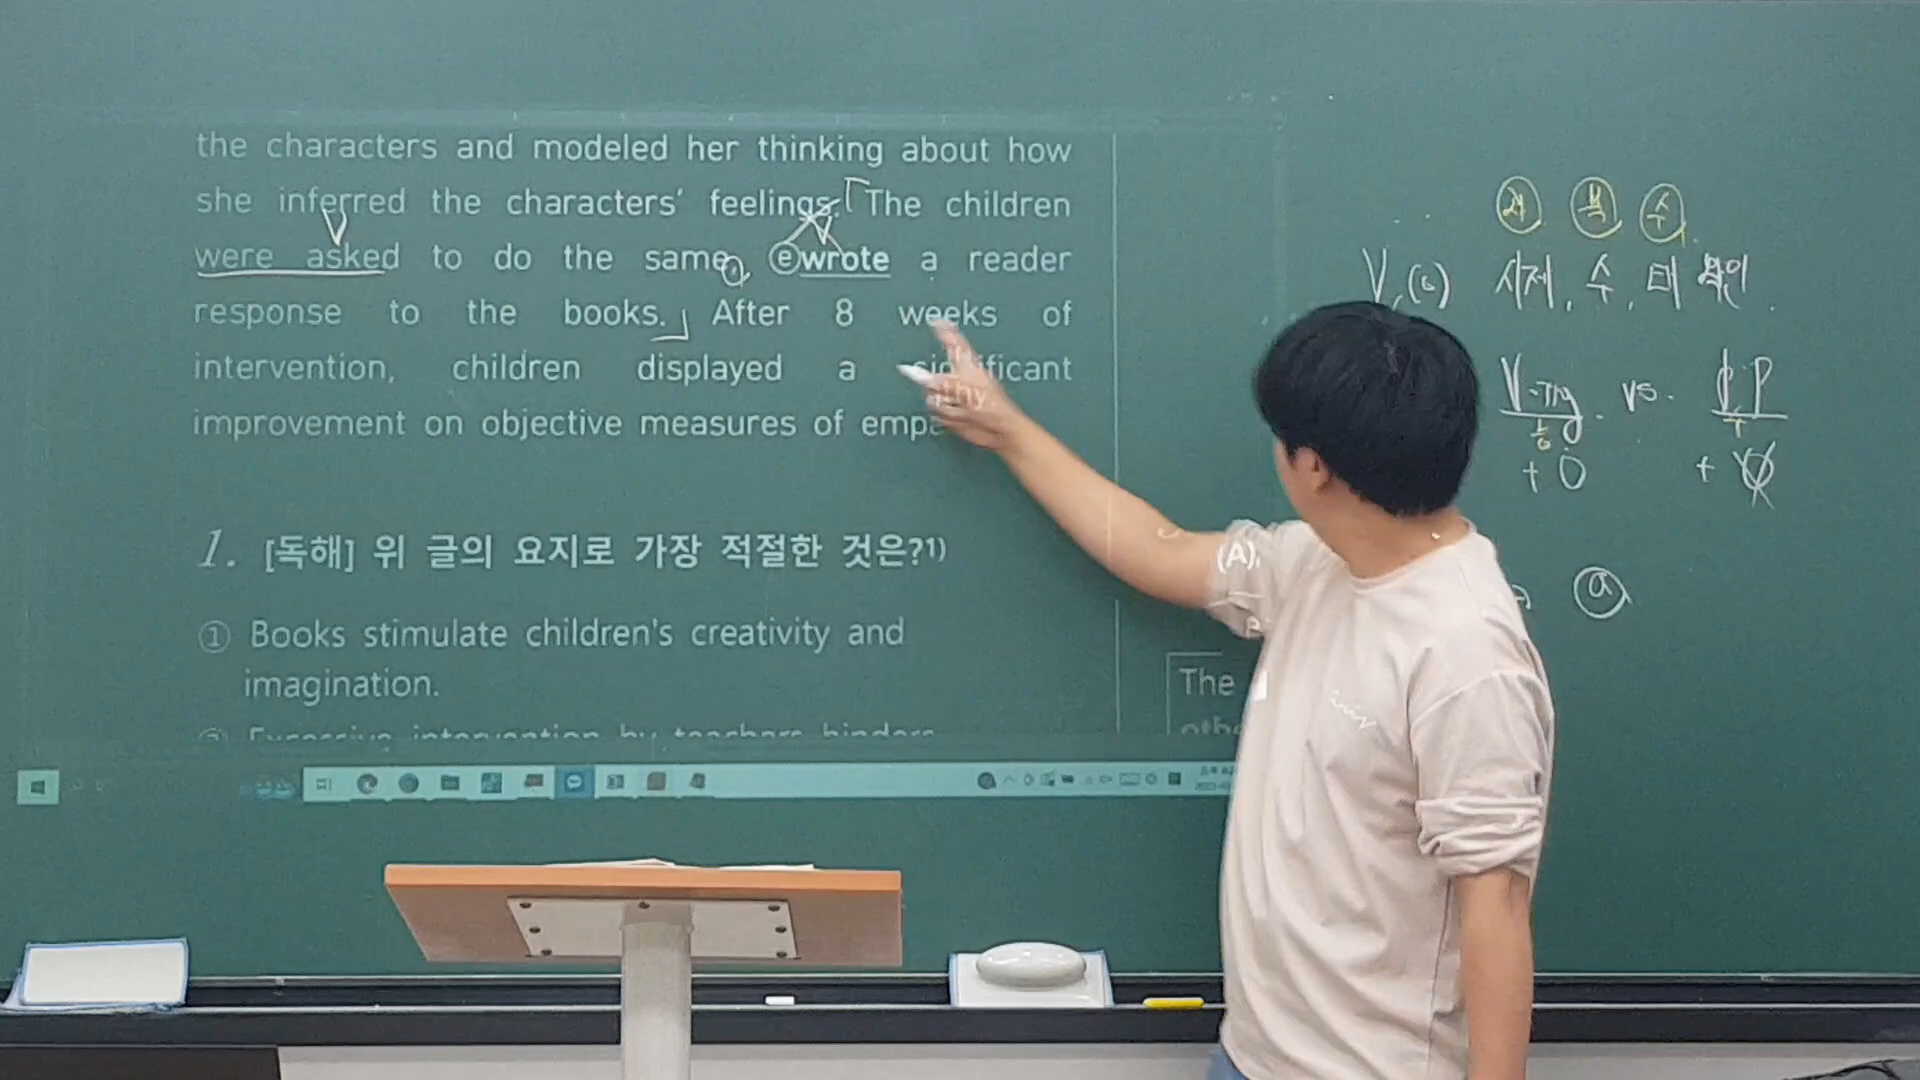 the characters and modeled her thinking about how
she inferred the characters' feelings. The children
were asked to do the same, ⓔwrote a reader
response to the books. After 8 weeks of
intervention, children displayed a significant
improvement on objective measures of
1. [독해] 위 글의 요지로 가장 적절한 것은?1)
① Books stimulate children's creativity and
imagination.
수
V, 시제, 수, 태 확인
V-ing vs. p.p
+ O +
ⓐ
(A),
The